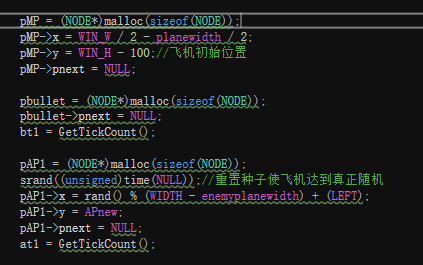 pMP = (NODE*)malloc(sizeof(NODE));
pMP->x = WIN_W / 2 - planewidth / 2;
pMP->y = WIN_H - 100;//飞机初始位置
pMP->pnext = NULL;
pbullet = (NODE*)malloc(sizeof(NODE));
pbullet->pnext = NULL;
bt1 = GetTickCount();
pAP1 = (NODE*)malloc(sizeof(NODE));
srand((unsigned)time(NULL));//重置种子使飞机达到真正随机
pAP1->x = rand() % (WIDTH - enemyplanewidth) + (LEFT);
pAP1->y = APnew;
pAP1->pnext = NULL;
at1 = GetTickCount();